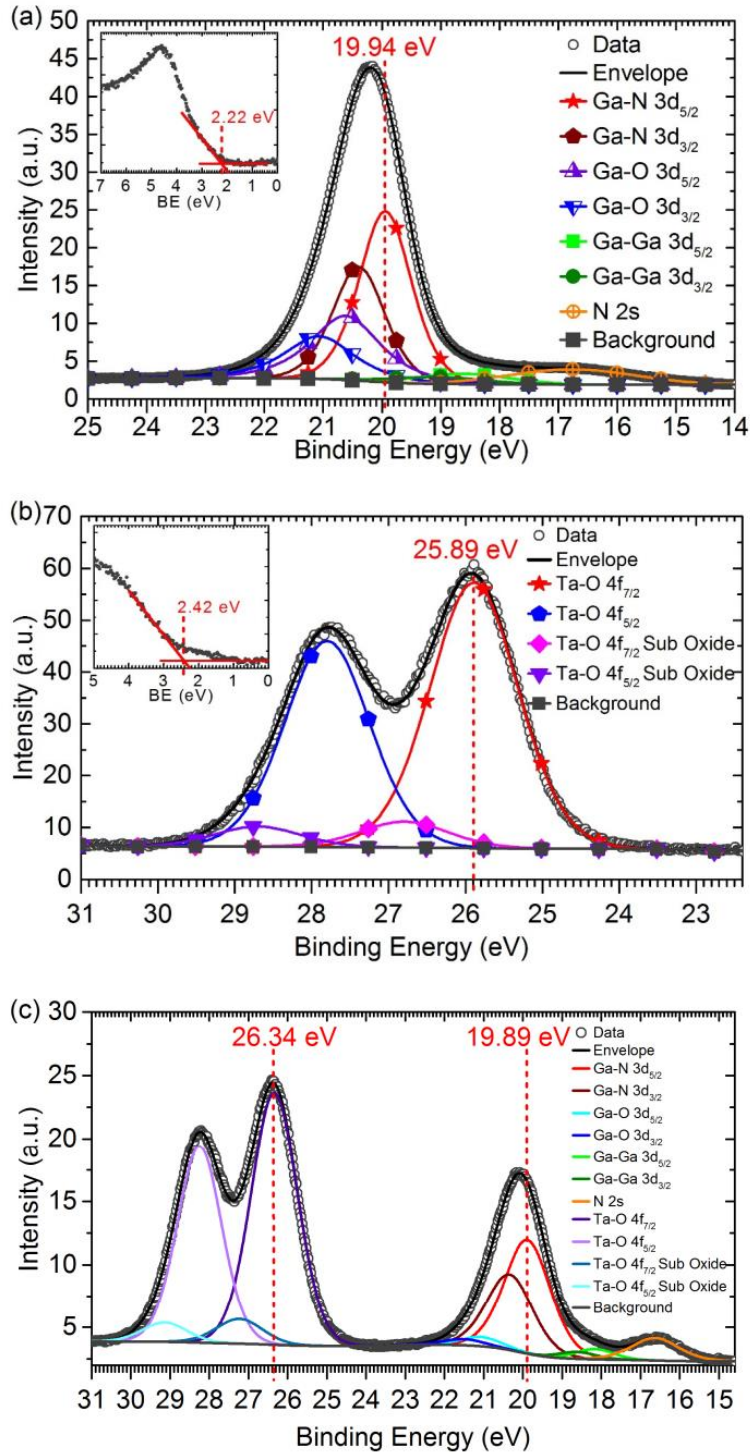 (a)
50
45
40
35
30
25
20
15
10
5
0
Intensity (a.u.)
19.94 eV
2.22 eV
7 6 5 4 3 2 1 0
BE (eV)
Data
Envelope
Ga-N 3d5/2
Ga-N 3d3/2
Ga-O 3d5/2
Ga-O 3d3/2
Ga-Ga 3d5/2
Ga-Ga 3d3/2
N 2s
Background
25 24 23 22 21 20 19 18 17 16 15 14
Binding Energy (eV)
(b)
70
60
50
40
30
20
10
0
Intensity (a.u.)
25.89 eV
2.42 eV
5 4 3 2 1 0
BE (eV)
Data
Envelope
Ta-O 4f7/2
Ta-O 4f5/2
Ta-O 4f7/2 Sub Oxide
Ta-O 4f5/2 Sub Oxide
Background
31 30 29 28 27 26 25 24 23
Binding Energy (eV)
(c)
30
25
20
15
10
5
Intensity (a.u.)
26.34 eV
19.89 eV
Data
Envelope
Ga-N 3d5/2
Ga-N 3d3/2
Ga-O 3d5/2
Ga-O 3d3/2
Ga-Ga 3d5/2
Ga-Ga 3d3/2
N 2s
Ta-O 4f7/2
Ta-O 4f5/2
Ta-O 4f7/2 Sub Oxide
Ta-O 4f5/2 Sub Oxide
Background
31 30 29 28 27 26 25 24 23 22 21 20 19 18 17 16 15
Binding Energy (eV)